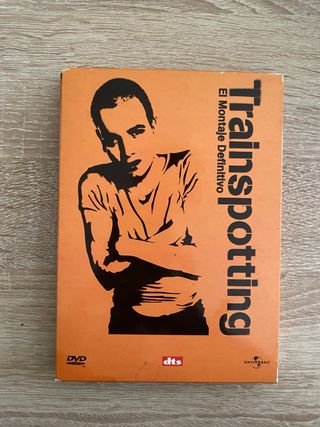 Trainspotting
El Montaje Definitivo
DVD
dts
UNIVERSAL